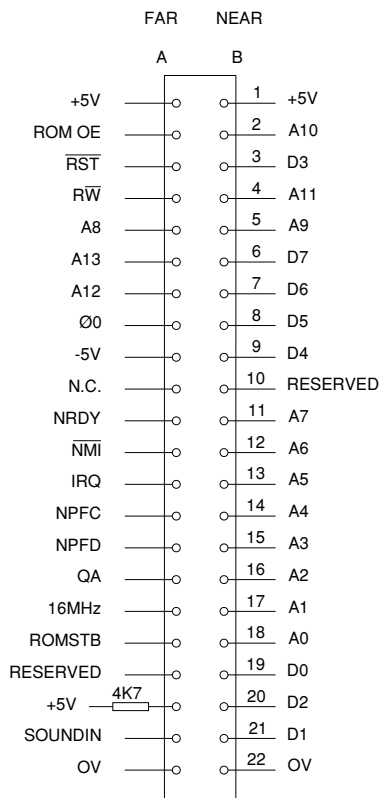 FAR NEAR
A B
+5V 1 +5V
ROM OE 2 A10
RST 3 D3
RW 4 A11
A8 5 A9
A13 6 D7
A12 7 D6
Ø0 8 D5
-5V 9 D4
N.C. 10 RESERVED
NRDY 11 A7
NMI 12 A6
IRQ 13 A5
NPFC 14 A4
NPFD 15 A3
QA 16 A2
16MHz 17 A1
ROMSTB 18 A0
RESERVED 19 D0
+5V 4K7 20 D2
SOUNDIN 21 D1
OV 22 OV